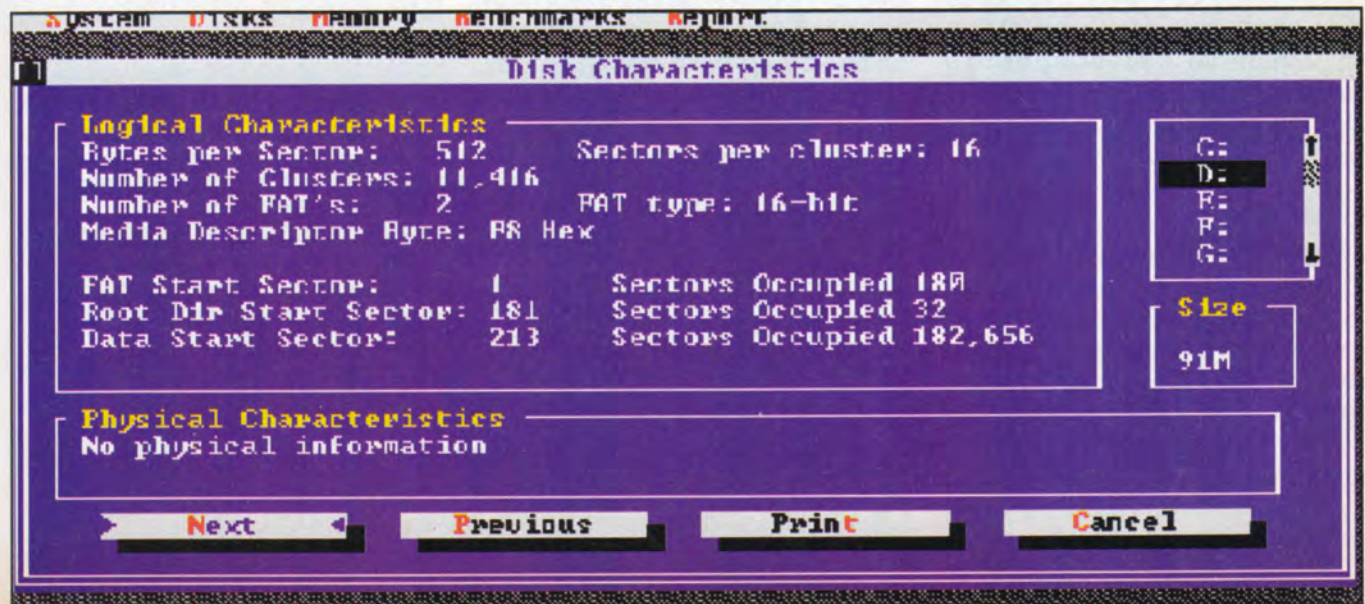 System Disks Memory Benchmarks Report
Disk Characteristics
Logical Characteristics
Bytes per Sector: 512 Sectors per cluster: 16
Number of Clusters: 11,416
Number of FAT's: 2 FAT type: 16-bit
Media Descriptor Byte: F8 Hex
FAT Start Sector: 1 Sectors Occupied 180
Root Dir Start Sector: 181 Sectors Occupied 32
Data Start Sector: 213 Sectors Occupied 182,656
C:
D:
E:
F:
G:
Size
91M
Physical Characteristics
No physical information
Next Previous Print Cancel